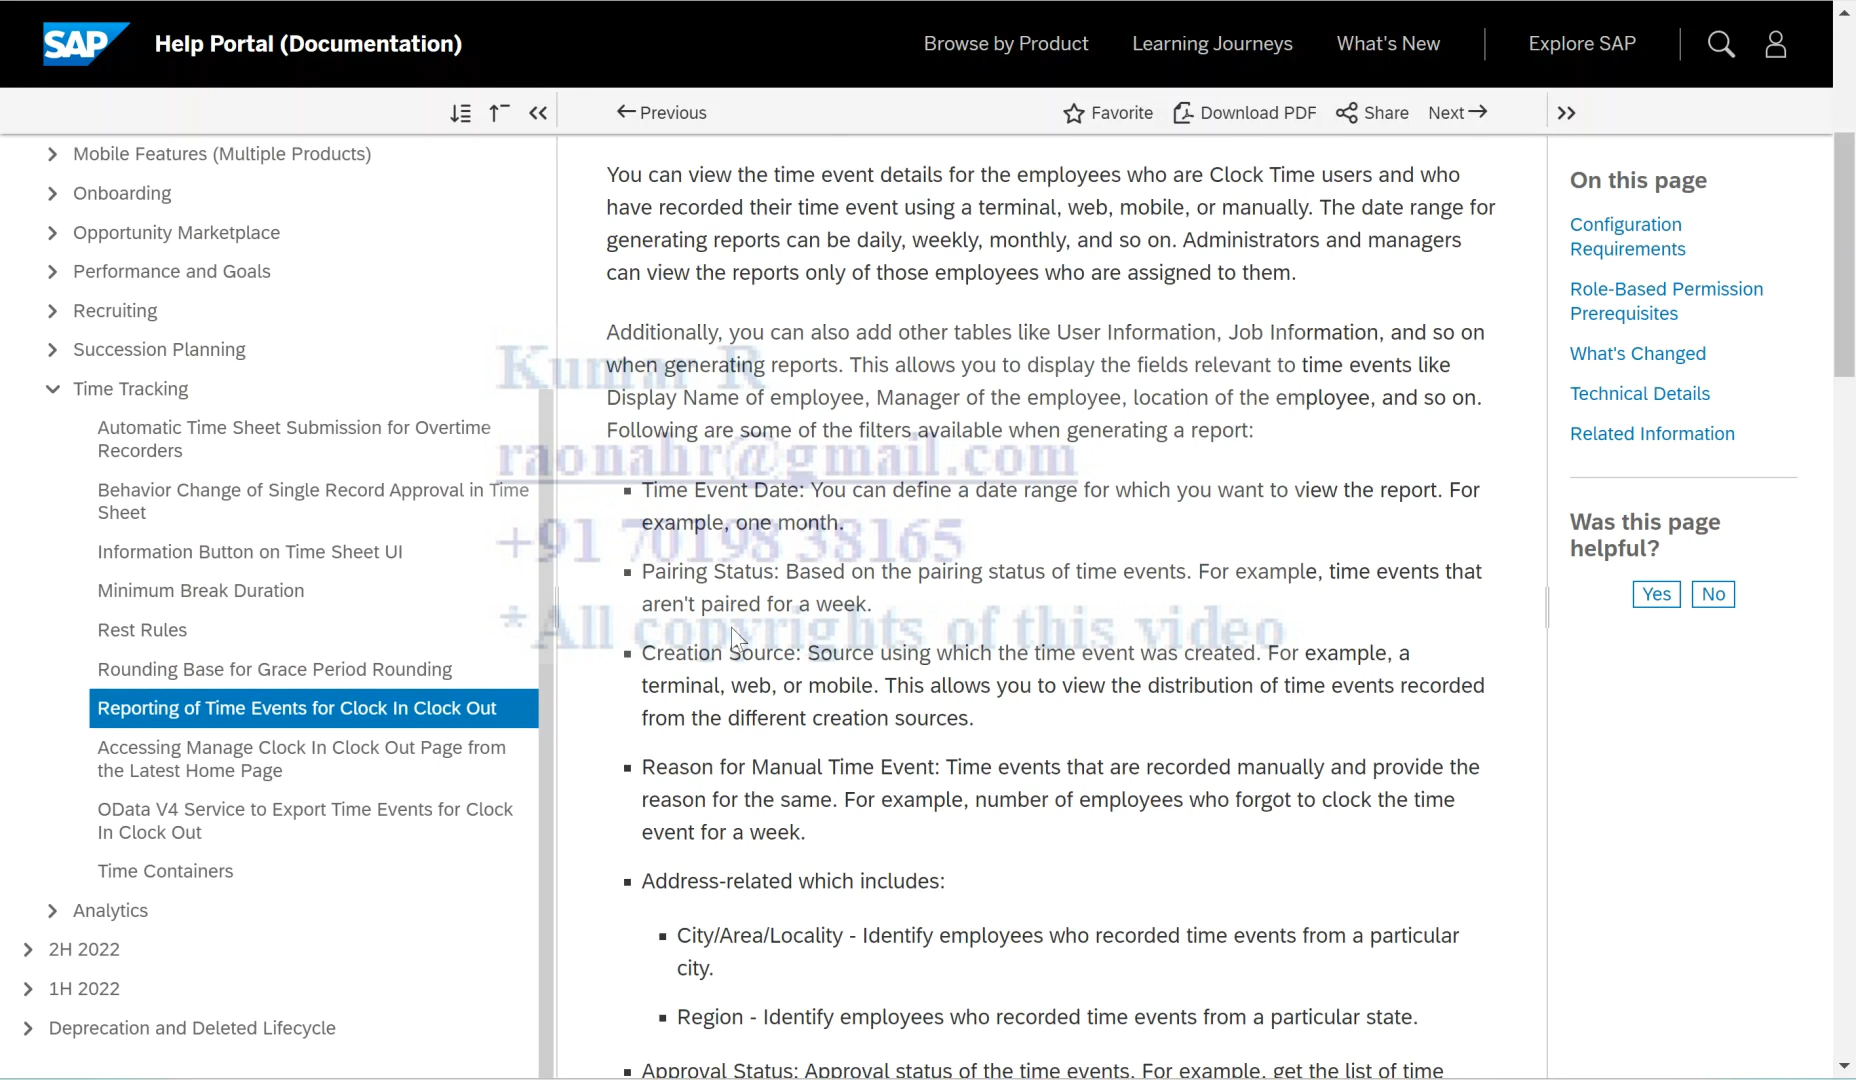 SAP Help Portal (Documentation)
Browse by Product
Learning Journeys
What's New
Explore SAP
Previous
Favorite
Download PDF
Share
Next
Mobile Features (Multiple Products)
Onboarding
Opportunity Marketplace
Performance and Goals
Recruiting
Succession Planning
Time Tracking
Automatic Time Sheet Submission for Overtime
Recorders
Behavior Change of Single Record Approval in Time
Sheet
Information Button on Time Sheet UI
Minimum Break Duration
Rest Rules
Rounding Base for Grace Period Rounding
Reporting of Time Events for Clock In Clock Out
Accessing Manage Clock In Clock Out Page from
the Latest Home Page
OData V4 Service to Export Time Events for Clock
In Clock Out
Time Containers
Analytics
2H 2022
1H 2022
Deprecation and Deleted Lifecycle
You can view the time event details for the employees who are Clock Time users and who
have recorded their time event using a terminal, web, mobile, or manually. The date range for
generating reports can be daily, weekly, monthly, and so on. Administrators and managers
can view the reports only of those employees who are assigned to them.
Additionally, you can also add other tables like User Information, Job Information, and so on
when generating reports. This allows you to display the fields relevant to time events like
Display Name of employee, Manager of the employee, location of the employee, and so on.
Following are some of the filters available when generating a report:
Time Event Date: You can define a date range for which you want to view the report. For
example, one month.
Pairing Status: Based on the pairing status of time events. For example, time events that
aren't paired for a week.
Creation Source: Source using which the time event was created. For example, a
terminal, web, or mobile. This allows you to view the distribution of time events recorded
from the different creation sources.
Reason for Manual Time Event: Time events that are recorded manually and provide the
reason for the same. For example, number of employees who forgot to clock the time
event for a week.
Address-related which includes:
City/Area/Locality - Identify employees who recorded time events from a particular
city.
Region - Identify employees who recorded time events from a particular state.
Approval Status: Approval status of the time events. For example, get the list of time
Kumar R
raonahr@gmail.com
+91 70198 38165
*All copyrights of this video
On this page
Configuration
Requirements
Role-Based Permission
Prerequisites
What's Changed
Technical Details
Related Information
Was this page
helpful?
Yes
No